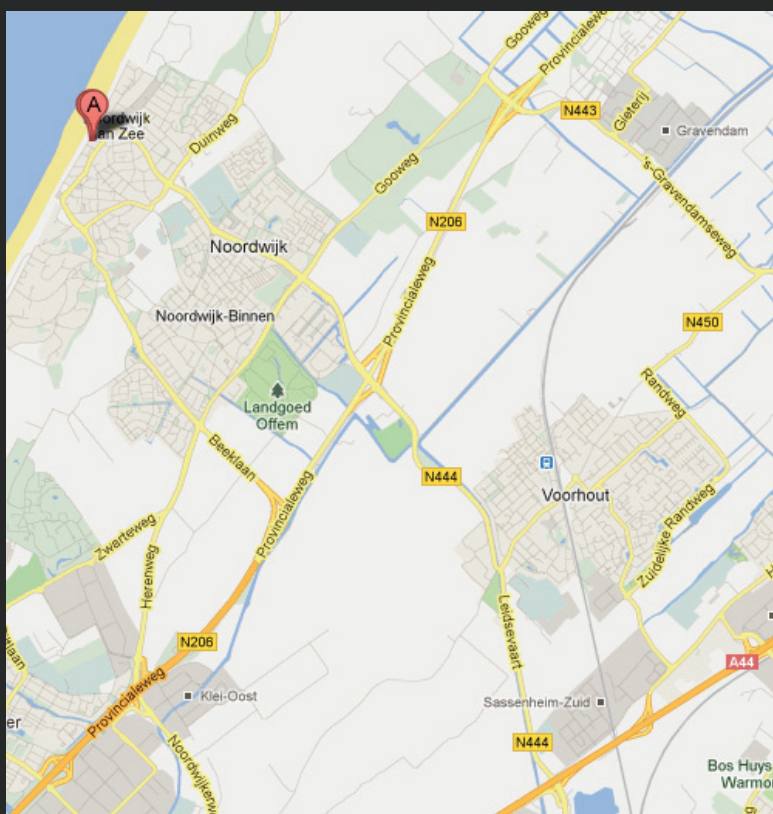 Gooweg
Provincialeweg
A
Noordwijk
aan Zee
Duinweg
N443
Gieterij
Gravendam
Gooweg
's-Gravendamseweg
N206
Noordwijk
Provincialeweg
Noordwijk-Binnen
N450
Randweg
Landgoed
Offem
Beeklaan
N444
Voorhout
Provincialeweg
Zuidelijke Randweg
Zwarteweg
Herenweg
Leidsevaart
N206
A44
Provincialeweg
Klei-Oost
Sassenheim-Zuid
N444
Bos Huys